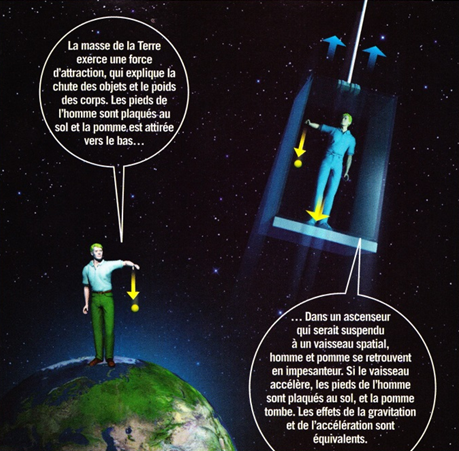 La masse de la Terre
exerce une force
d'attraction, qui explique la
chute des objets et le poids
des corps. Les pieds de
l'homme sont plaqués au
sol et la pomme est attirée
vers le bas…
… Dans un ascenseur
qui serait suspendu
à un vaisseau spatial,
homme et pomme se retrouvent
en impesanteur. Si le vaisseau
accélère, les pieds de l'homme
sont plaqués au sol, et la pomme
tombe. Les effets de la gravitation
et de l'accélération sont
équivalents.